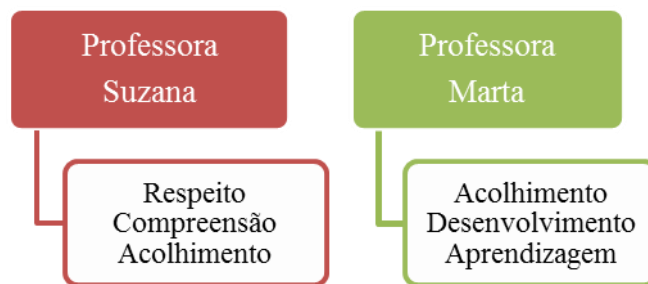 Professora
Suzana
Respeito
Compreensão
Acolhimento
Professora
Marta
Acolhimento
Desenvolvimento
Aprendizagem